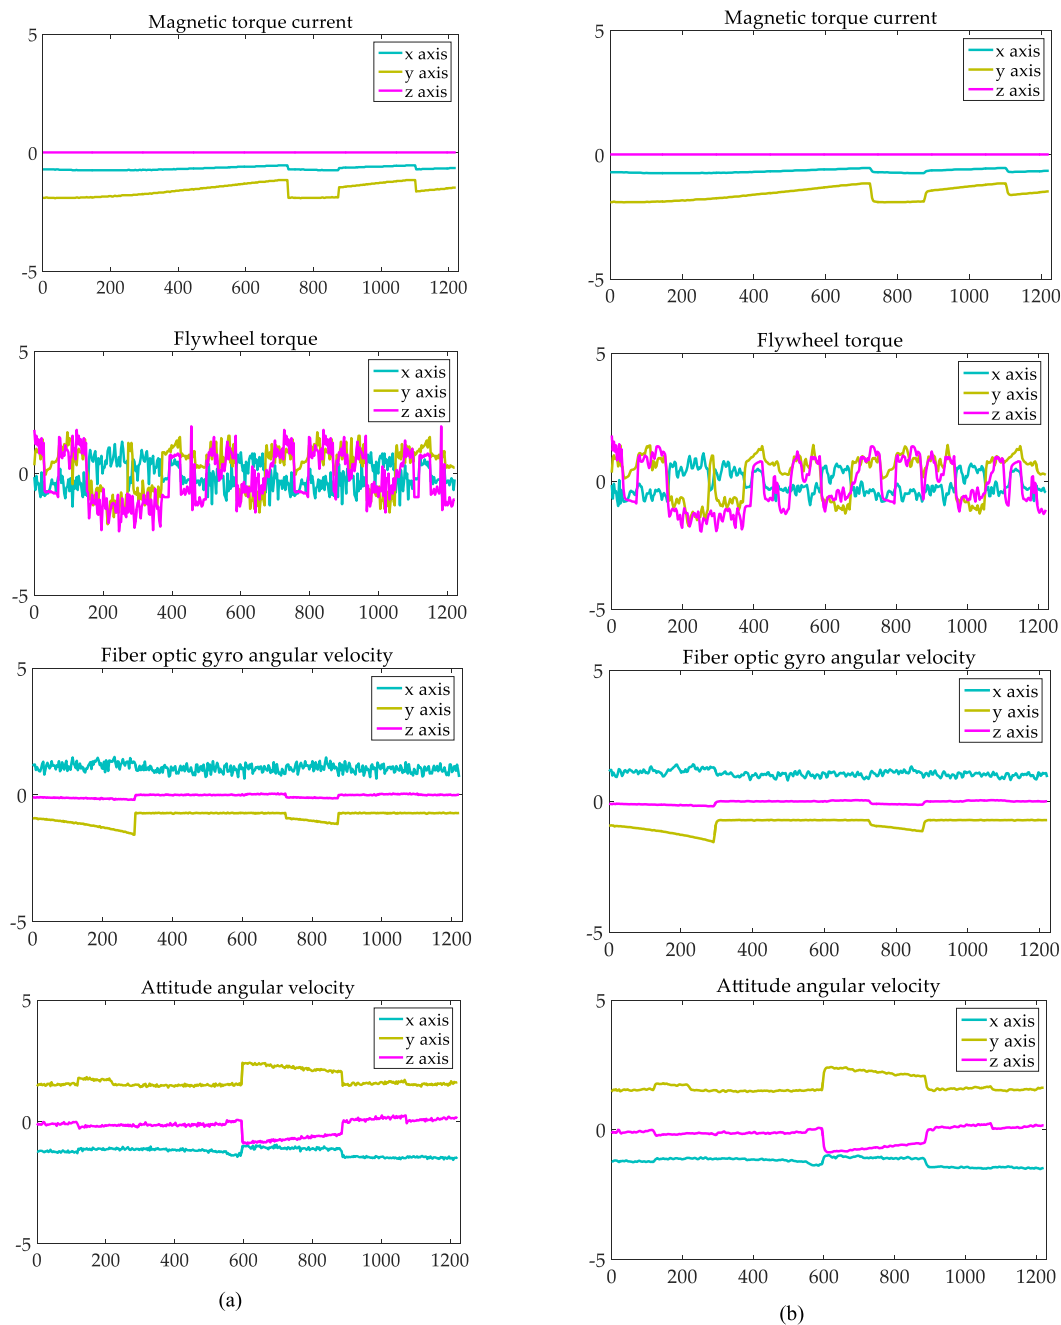 Magnetic torque current
5
0
-5
0 200 400 600 800 1000 1200
x axis
y axis
z axis
Flywheel torque
5
0
-5
0 200 400 600 800 1000 1200
x axis
y axis
z axis
Fiber optic gyro angular velocity
5
0
-5
0 200 400 600 800 1000 1200
x axis
y axis
z axis
Attitude angular velocity
5
0
-5
0 200 400 600 800 1000 1200
x axis
y axis
z axis
(a)
Magnetic torque current
5
0
-5
0 200 400 600 800 1000 1200
x axis
y axis
z axis
Flywheel torque
5
0
-5
0 200 400 600 800 1000 1200
x axis
y axis
z axis
Fiber optic gyro angular velocity
5
0
-5
0 200 400 600 800 1000 1200
x axis
y axis
z axis
Attitude angular velocity
5
0
-5
0 200 400 600 800 1000 1200
x axis
y axis
z axis
(b)